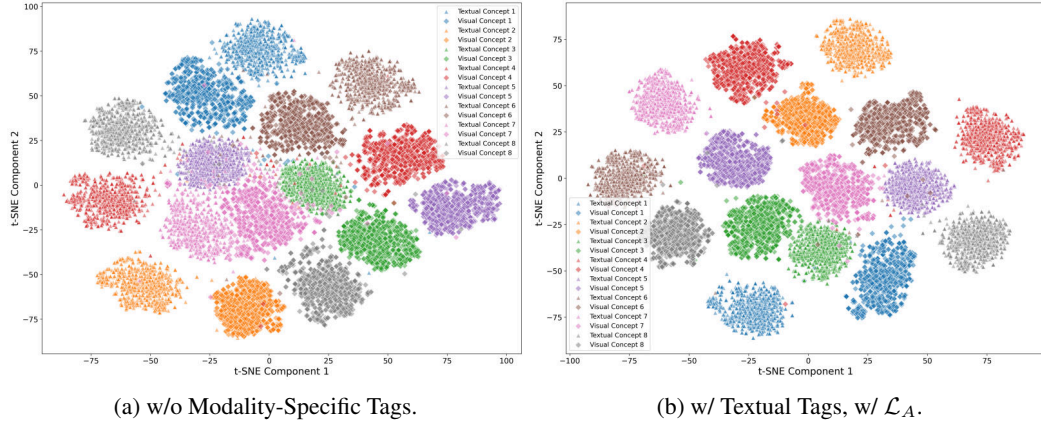 100
75
50
25
0
−25
−50
−75
t-SNE Component 2
−75
−50
−25
0
25
50
75
100
t-SNE Component 1
Textual Concept 1
Visual Concept 1
Textual Concept 2
Visual Concept 2
Textual Concept 3
Visual Concept 3
Textual Concept 4
Visual Concept 4
Textual Concept 5
Visual Concept 5
Textual Concept 6
Visual Concept 6
Textual Concept 7
Visual Concept 7
Textual Concept 8
Visual Concept 8
(a) w/o Modality-Specific Tags.
75
50
25
0
−25
−50
−75
t-SNE Component 2
−100
−75
−50
−25
0
25
50
75
t-SNE Component 1
Textual Concept 1
Visual Concept 1
Textual Concept 2
Visual Concept 2
Textual Concept 3
Visual Concept 3
Textual Concept 4
Visual Concept 4
Textual Concept 5
Visual Concept 5
Textual Concept 6
Visual Concept 6
Textual Concept 7
Visual Concept 7
Textual Concept 8
Visual Concept 8
(b) w/ Textual Tags, w/ ℒ_A.